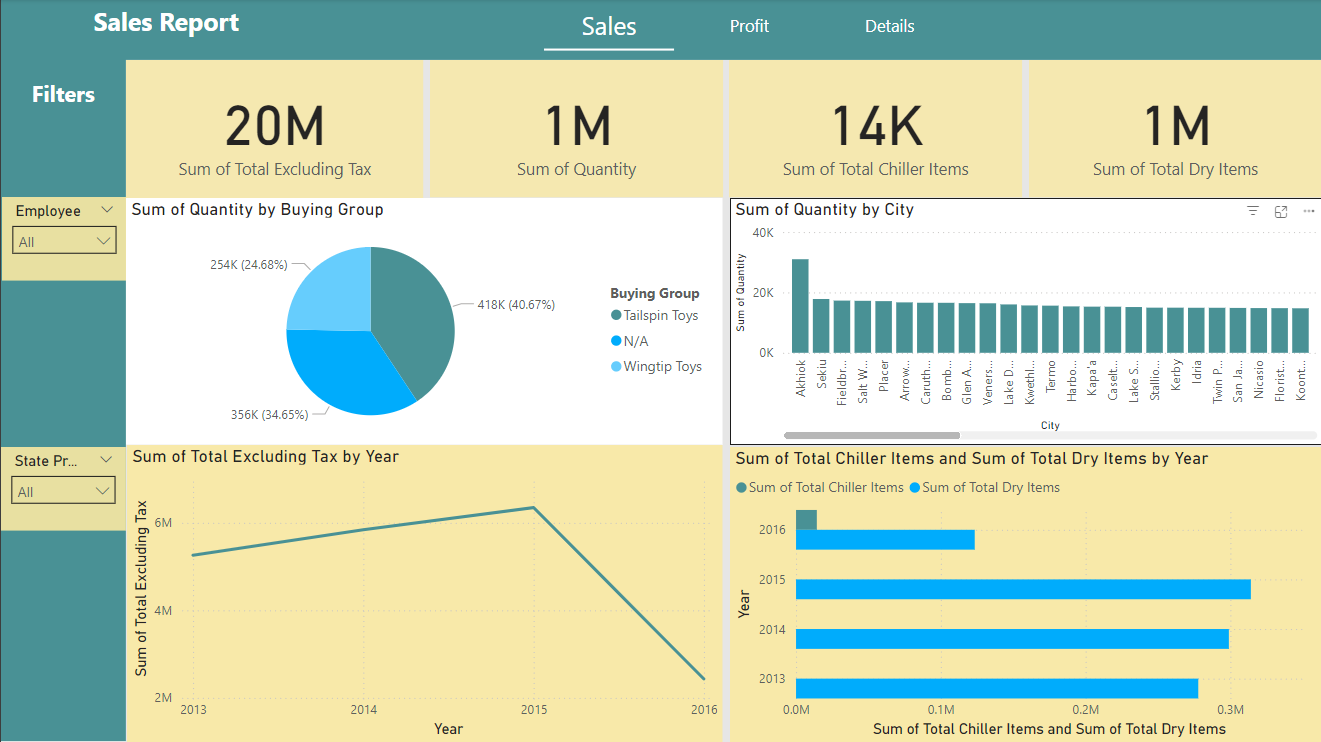 Sales Report
Sales
Profit
Details
Filters
20M
Sum of Total Excluding Tax
1M
Sum of Quantity
14K
Sum of Total Chiller Items
1M
Sum of Total Dry Items
Employee
All
State Pr...
All
Sum of Quantity by Buying Group
254K (24.68%)
418K (40.67%)
356K (34.65%)
Buying Group
Tailspin Toys
N/A
Wingtip Toys
Sum of Quantity by City
Sum of Quantity
40K
20K
0K
Akhiok
Sekiu
Fieldbr...
Salt W...
Placer
Arrow...
Caruth...
Bomb...
Glen A...
Veners...
Lake D...
Kwethl...
Termo
Harbo...
Kapa'a
Caselt...
Lake S...
Stallio...
Kerby
Idria
Twin P...
San Ja...
Nicasio
Florist...
Koont...
City
Sum of Total Excluding Tax by Year
Sum of Total Excluding Tax
6M
4M
2M
2013
2014
2015
2016
Year
Sum of Total Chiller Items and Sum of Total Dry Items by Year
Sum of Total Chiller Items
Sum of Total Dry Items
Year
2016
2015
2014
2013
0.0M
0.1M
0.2M
0.3M
Sum of Total Chiller Items and Sum of Total Dry Items